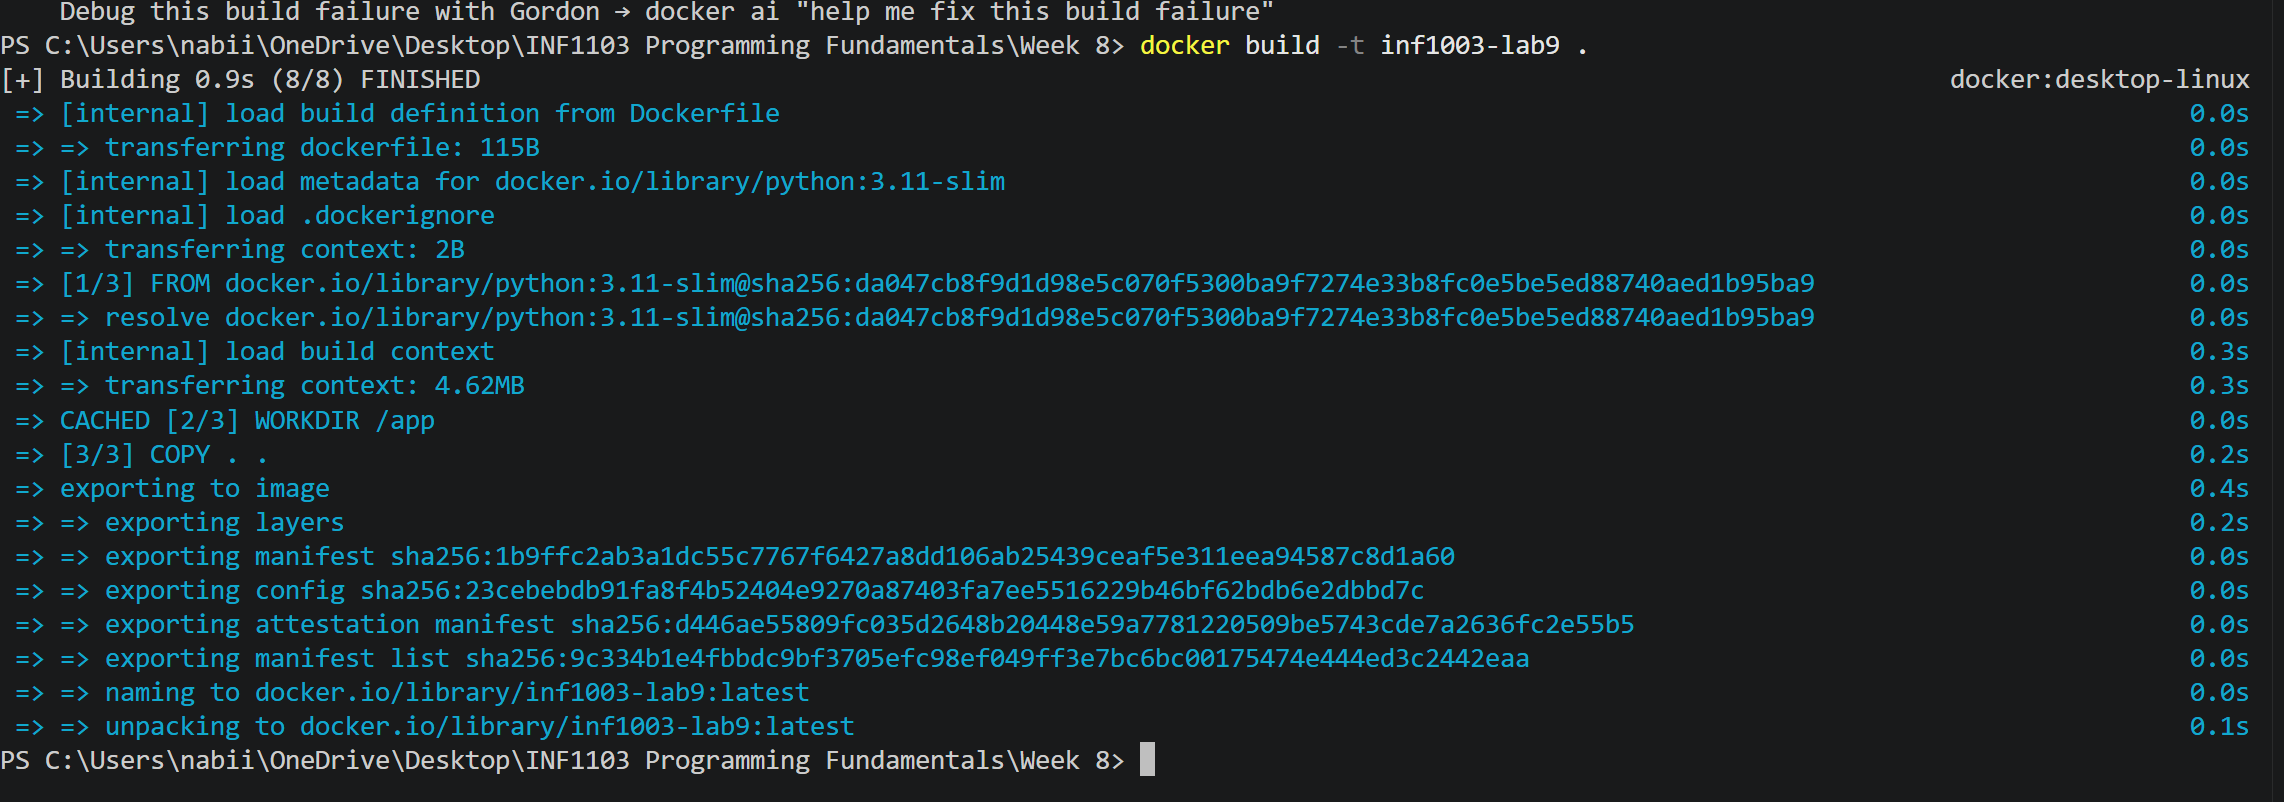 Debug this build failure with Gordon → docker ai "help me fix this build failure"
PS C:\Users\nabii\OneDrive\Desktop\INF1103 Programming Fundamentals\Week 8> docker build -t inf1003-lab9 .
[+] Building 0.9s (8/8) FINISHED docker:desktop-linux
=> [internal] load build definition from Dockerfile 0.0s
=> => transferring dockerfile: 115B 0.0s
=> [internal] load metadata for docker.io/library/python:3.11-slim 0.0s
=> [internal] load .dockerignore 0.0s
=> => transferring context: 2B 0.0s
=> [1/3] FROM docker.io/library/python:3.11-slim@sha256:da047cb8f9d1d98e5c070f5300ba9f7274e33b8fc0e5be5ed88740aed1b95ba9 0.0s
=> => resolve docker.io/library/python:3.11-slim@sha256:da047cb8f9d1d98e5c070f5300ba9f7274e33b8fc0e5be5ed88740aed1b95ba9 0.0s
=> [internal] load build context 0.3s
=> => transferring context: 4.62MB 0.3s
=> CACHED [2/3] WORKDIR /app 0.0s
=> [3/3] COPY . . 0.2s
=> exporting to image 0.4s
=> => exporting layers 0.2s
=> => exporting manifest sha256:1b9ffc2ab3a1dc55c7767f6427a8dd106ab25439ceaf5e311eea94587c8d1a60 0.0s
=> => exporting config sha256:23cebebdb91fa8f4b52404e9270a87403fa7ee5516229b46bf62bdb6e2dbbd7c 0.0s
=> => exporting attestation manifest sha256:d446ae55809fc035d2648b20448e59a7781220509be5743cde7a2636fc2e55b5 0.0s
=> => exporting manifest list sha256:9c334b1e4fbbdc9bf3705efc98ef049ff3e7bc6bc00175474e444ed3c2442eaa 0.0s
=> => naming to docker.io/library/inf1003-lab9:latest 0.0s
=> => unpacking to docker.io/library/inf1003-lab9:latest 0.1s
PS C:\Users\nabii\OneDrive\Desktop\INF1103 Programming Fundamentals\Week 8>